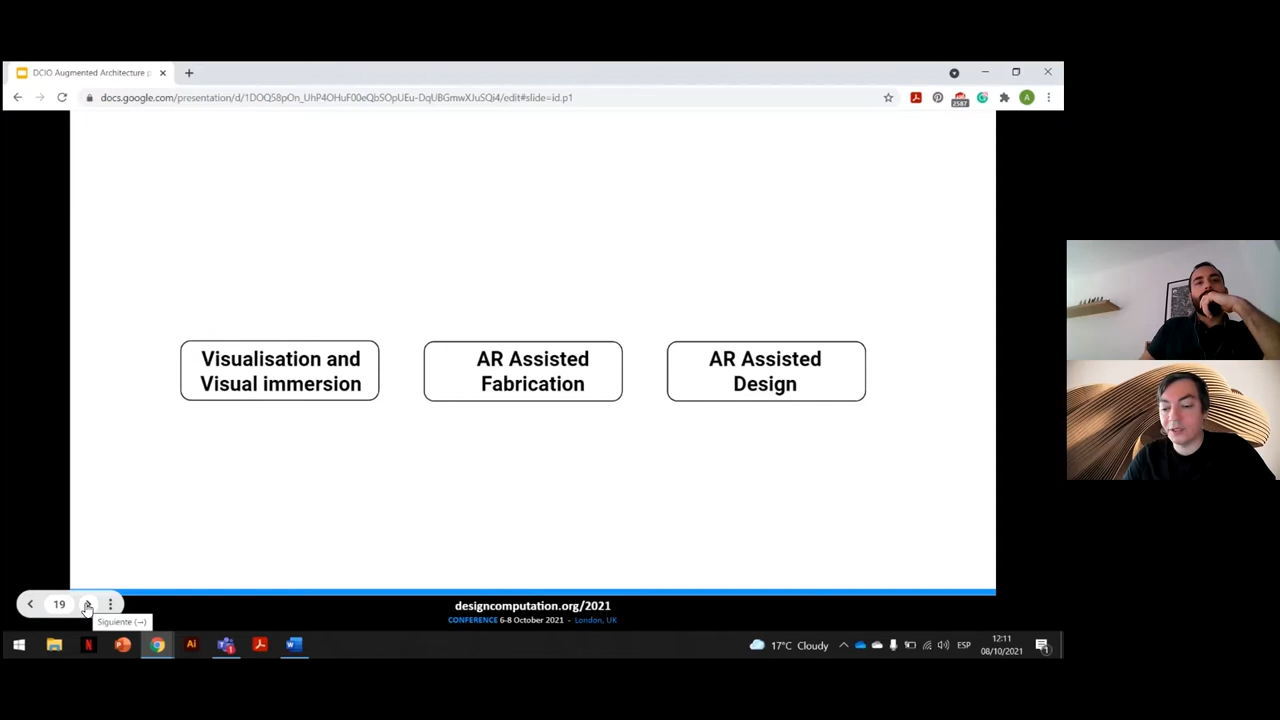 DCIO Augmented Architecture p
docs.google.com/presentation/d/1DOQ58pOn_UhP4OHuF00eQbSOpUEu-DqUBGmwXJuSQi4/edit#slide=id.p1
2587
A
Visualisation and
Visual immersion
AR Assisted
Fabrication
AR Assisted
Design
19
Siguiente (→)
designcomputation.org/2021
CONFERENCE 6-8 October 2021 - London, UK
17°C Cloudy
ESP
12:11
08/10/2021